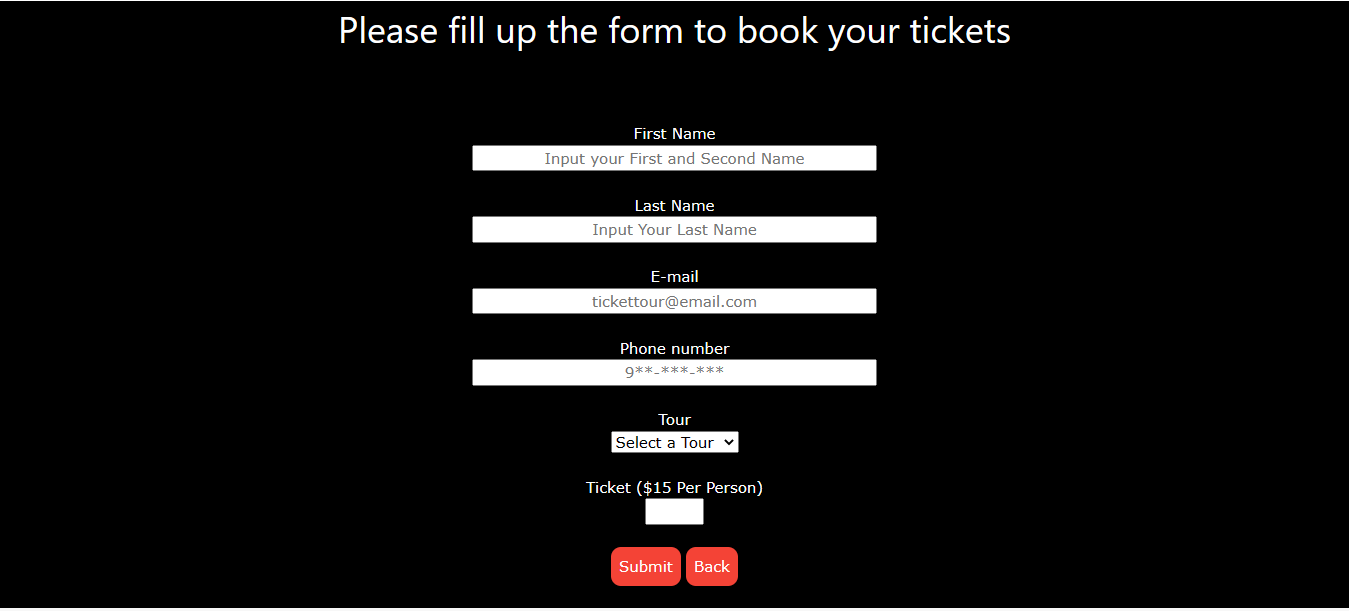 Please fill up the form to book your tickets
First Name
Input your First and Second Name
Last Name
Input Your Last Name
E-mail
tickettour@email.com
Phone number
9**-***-***
Tour
Select a Tour
Ticket ($15 Per Person)
Submit Back